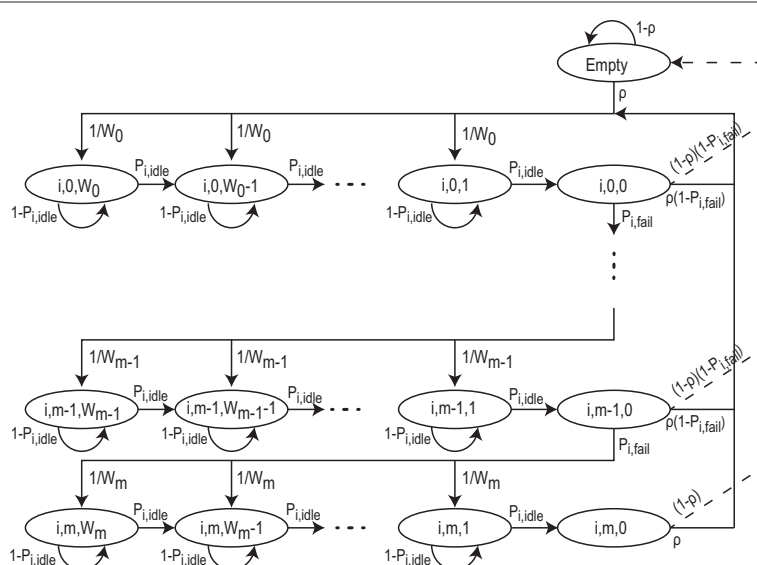 1-ρ
Empty
ρ
1/W0 1/W0 1/W0
(1-ρ)(1-Pi,fail)
Pi,idle Pi,idle Pi,idle
i,0,W0 i,0,W0-1 i,0,1 i,0,0
1-Pi,idle 1-Pi,idle 1-Pi,idle ρ(1-Pi,fail)
Pi,fail
1/Wm-1 1/Wm-1 1/Wm-1
(1-ρ)(1-Pi,fail)
Pi,idle Pi,idle Pi,idle
i,m-1,Wm-1 i,m-1,Wm-1-1 i,m-1,1 i,m-1,0
1-Pi,idle 1-Pi,idle 1-Pi,idle ρ(1-Pi,fail)
Pi,fail
1/Wm 1/Wm 1/Wm
(1-ρ)
Pi,idle Pi,idle Pi,idle
i,m,Wm i,m,Wm-1 i,m,1 i,m,0
ρ
1-Pi,idle 1-Pi,idle 1-Pi,idle